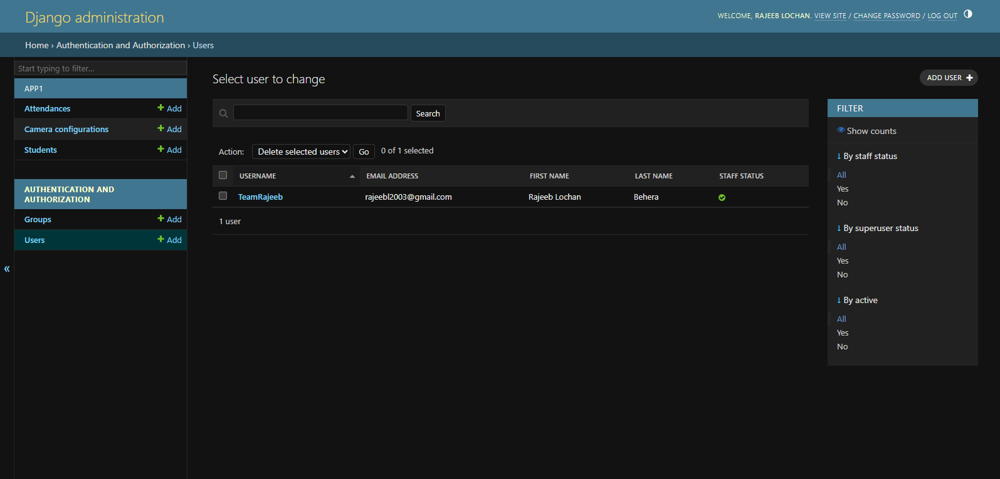 Django administration
WELCOME, RAJEEB LOCHAN. VIEW SITE / CHANGE PASSWORD / LOG OUT
Home › Authentication and Authorization › Users
Start typing to filter...
APP1
Attendances + Add
Camera configurations + Add
Students + Add
AUTHENTICATION AND
AUTHORIZATION
Groups + Add
Users + Add
«
Select user to change
ADD USER +
Search
Action: Delete selected users Go 0 of 1 selected
USERNAME EMAIL ADDRESS FIRST NAME LAST NAME STAFF STATUS
TeamRajeeb rajeebl2003@gmail.com Rajeeb Lochan Behera
1 user
FILTER
Show counts
↓ By staff status
All
Yes
No
↓ By superuser status
All
Yes
No
↓ By active
All
Yes
No